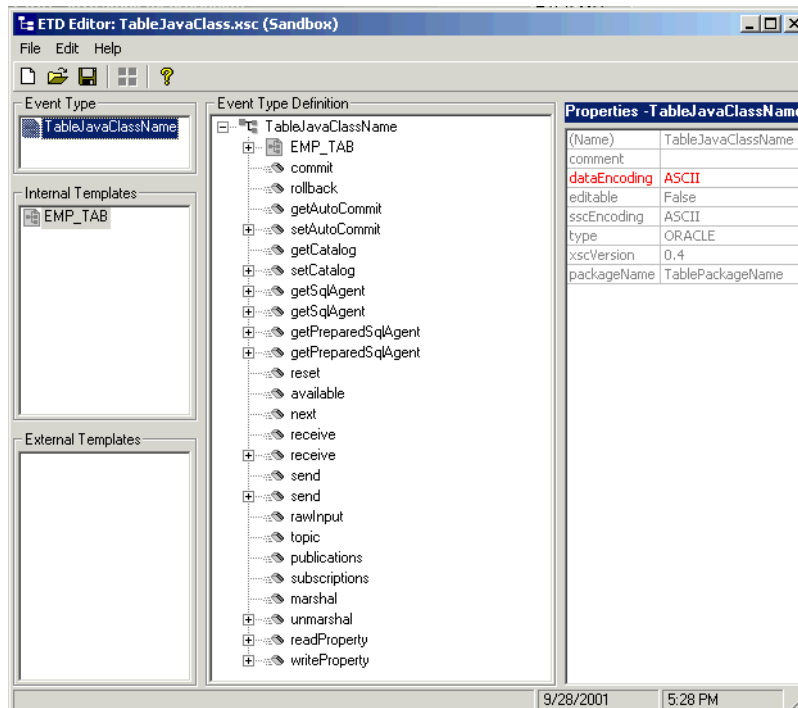 ETD Editor: TableJavaClass.xsc (Sandbox)
File Edit Help
Event Type
TableJavaClassName
Internal Templates
EMP_TAB
External Templates
Event Type Definition
TableJavaClassName
EMP_TAB
commit
rollback
getAutoCommit
setAutoCommit
getCatalog
setCatalog
getSqlAgent
getSqlAgent
getPreparedSqlAgent
getPreparedSqlAgent
reset
available
next
receive
receive
send
send
rawInput
topic
publications
subscriptions
marshal
unmarshal
readProperty
writeProperty
Properties -TableJavaClassName
(Name) TableJavaClassName
comment
dataEncoding ASCII
editable False
sscEncoding ASCII
type ORACLE
xscVersion 0.4
packageName TablePackageName
9/28/2001 5:28 PM